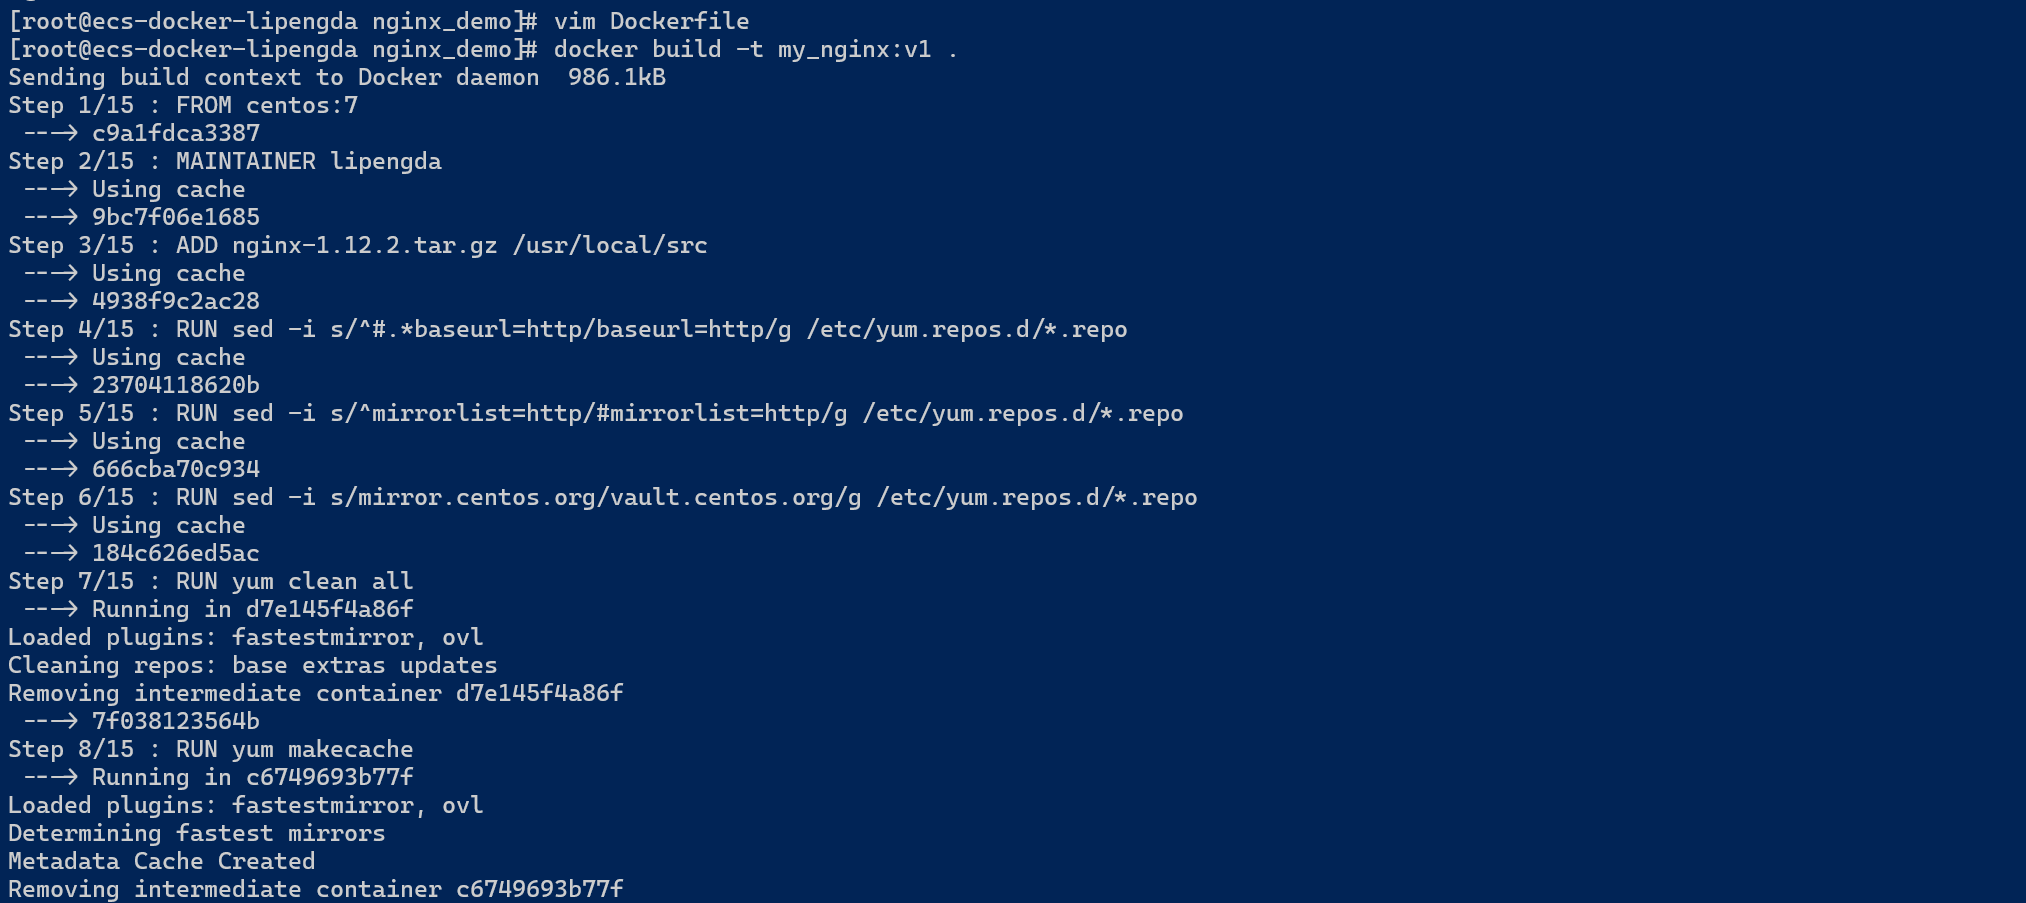 [root@ecs-docker-lipengda nginx_demo]# vim Dockerfile
[root@ecs-docker-lipengda nginx_demo]# docker build -t my_nginx:v1 .
Sending build context to Docker daemon  986.1kB
Step 1/15 : FROM centos:7
 ---> c9a1fdca3387
Step 2/15 : MAINTAINER lipengda
 ---> Using cache
 ---> 9bc7f06e1685
Step 3/15 : ADD nginx-1.12.2.tar.gz /usr/local/src
 ---> Using cache
 ---> 4938f9c2ac28
Step 4/15 : RUN sed -i s/^#.*baseurl=http/baseurl=http/g /etc/yum.repos.d/*.repo
 ---> Using cache
 ---> 23704118620b
Step 5/15 : RUN sed -i s/^mirrorlist=http/#mirrorlist=http/g /etc/yum.repos.d/*.repo
 ---> Using cache
 ---> 666cba70c934
Step 6/15 : RUN sed -i s/mirror.centos.org/vault.centos.org/g /etc/yum.repos.d/*.repo
 ---> Using cache
 ---> 184c626ed5ac
Step 7/15 : RUN yum clean all
 ---> Running in d7e145f4a86f
Loaded plugins: fastestmirror, ovl
Cleaning repos: base extras updates
Removing intermediate container d7e145f4a86f
 ---> 7f038123564b
Step 8/15 : RUN yum makecache
 ---> Running in c6749693b77f
Loaded plugins: fastestmirror, ovl
Determining fastest mirrors
Metadata Cache Created
Removing intermediate container c6749693b77f